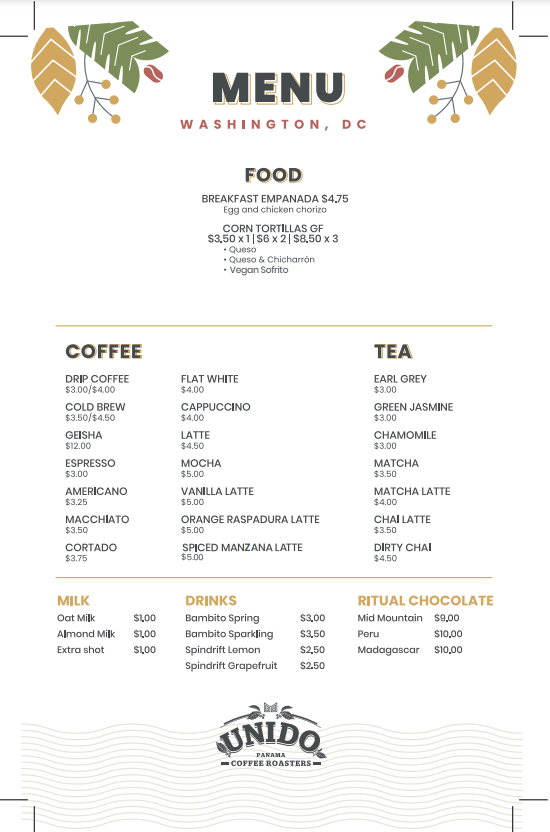 MENU
WASHINGTON, DC
FOOD
BREAKFAST EMPANADA $4.75
Egg and chicken chorizo
CORN TORTILLAS GF
$3.50 x 1 | $6 x 2 | $8.50 x 3
• Queso
• Queso & Chicharròn
• Vegan Sofrito
COFFEE
DRIP COFFEE
$3.00/$4.00
COLD BREW
$3.50/$4.50
GEISHA
$12.00
ESPRESSO
$3.00
AMERICANO
$3.25
MACCHIATO
$3.50
CORTADO
$3.75
FLAT WHITE
$4.00
CAPPUCCINO
$4.00
LATTE
$4.50
MOCHA
$5.00
VANILLA LATTE
$5.00
ORANGE RASPADURA LATTE
$5.00
SPICED MANZANA LATTE
$5.00
TEA
EARL GREY
$3.00
GREEN JASMINE
$3.00
CHAMOMILE
$3.00
MATCHA
$3.50
MATCHA LATTE
$4.00
CHAI LATTE
$3.50
DIRTY CHAI
$4.50
MILK
Oat Milk $1.00
Almond Milk $1.00
Extra shot $1.00
DRINKS
Bambito Spring $3.00
Bambito Sparkling $3.50
Spindrift Lemon $2.50
Spindrift Grapefruit $2.50
RITUAL CHOCOLATE
Mid Mountain $9.00
Peru $10.00
Madagascar $10.00
UNIDO
PANAMA
COFFEE ROASTERS